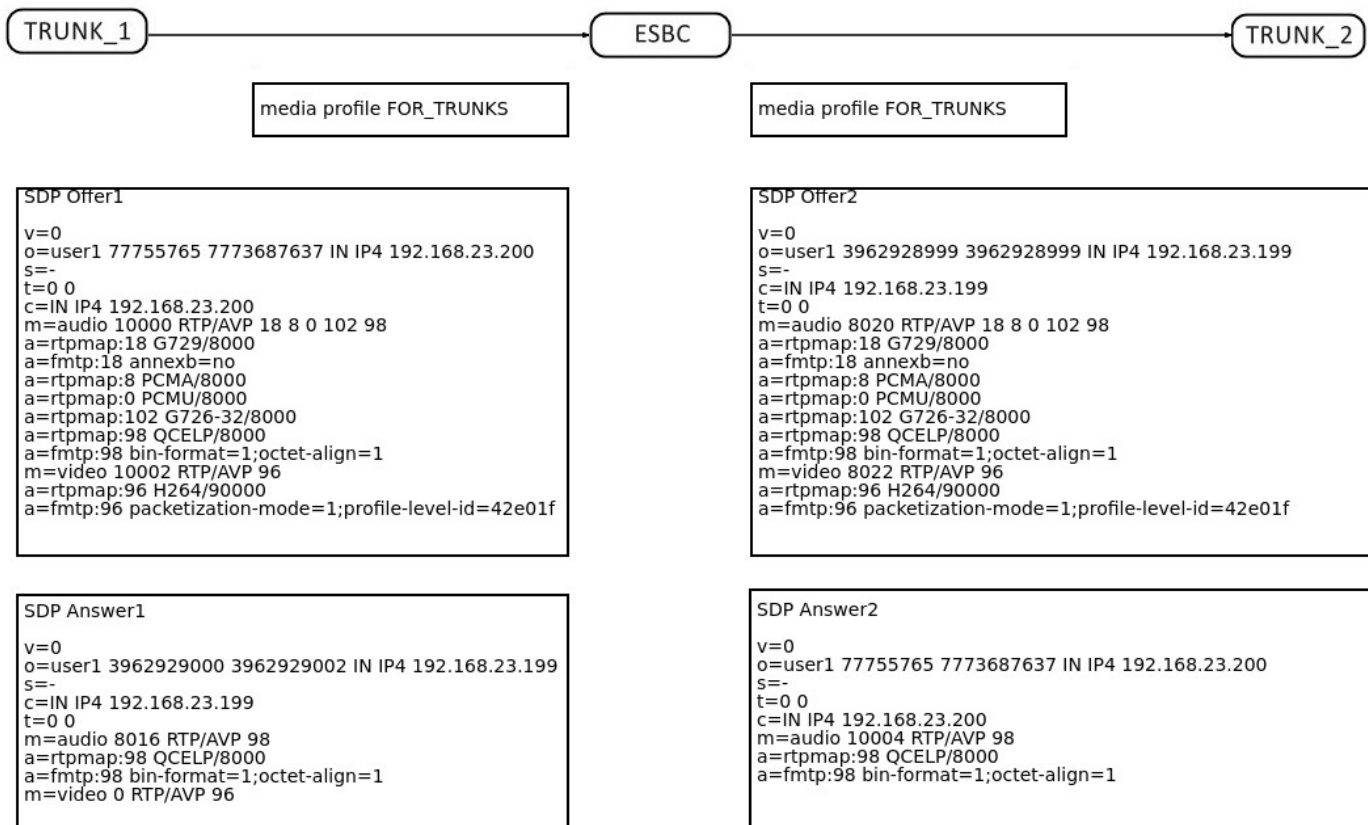 TRUNK_1
ESBC
TRUNK_2
media profile FOR_TRUNKS
media profile FOR_TRUNKS
SDP Offer1
v=0
o=user1 77755765 7773687637 IN IP4 192.168.23.200
s=-
t=0 0
c=IN IP4 192.168.23.200
m=audio 10000 RTP/AVP 18 8 0 102 98
a=rtpmap:18 G729/8000
a=fmtp:18 annexb=no
a=rtpmap:8 PCMA/8000
a=rtpmap:0 PCMU/8000
a=rtpmap:102 G726-32/8000
a=rtpmap:98 QCELP/8000
a=fmtp:98 bin-format=1;octet-align=1
m=video 10002 RTP/AVP 96
a=rtpmap:96 H264/90000
a=fmtp:96 packetization-mode=1;profile-level-id=42e01f
SDP Offer2
v=0
o=user1 3962928999 3962928999 IN IP4 192.168.23.199
s=-
c=IN IP4 192.168.23.199
t=0 0
m=audio 8020 RTP/AVP 18 8 0 102 98
a=rtpmap:18 G729/8000
a=fmtp:18 annexb=no
a=rtpmap:8 PCMA/8000
a=rtpmap:0 PCMU/8000
a=rtpmap:102 G726-32/8000
a=rtpmap:98 QCELP/8000
a=fmtp:98 bin-format=1;octet-align=1
m=video 8022 RTP/AVP 96
a=rtpmap:96 H264/90000
a=fmtp:96 packetization-mode=1;profile-level-id=42e01f
SDP Answer1
v=0
o=user1 3962929000 3962929002 IN IP4 192.168.23.199
s=-
c=IN IP4 192.168.23.199
t=0 0
m=audio 8016 RTP/AVP 98
a=rtpmap:98 QCELP/8000
a=fmtp:98 bin-format=1;octet-align=1
m=video 0 RTP/AVP 96
SDP Answer2
v=0
o=user1 77755765 7773687637 IN IP4 192.168.23.200
s=-
t=0 0
c=IN IP4 192.168.23.200
m=audio 10004 RTP/AVP 98
a=rtpmap:98 QCELP/8000
a=fmtp:98 bin-format=1;octet-align=1